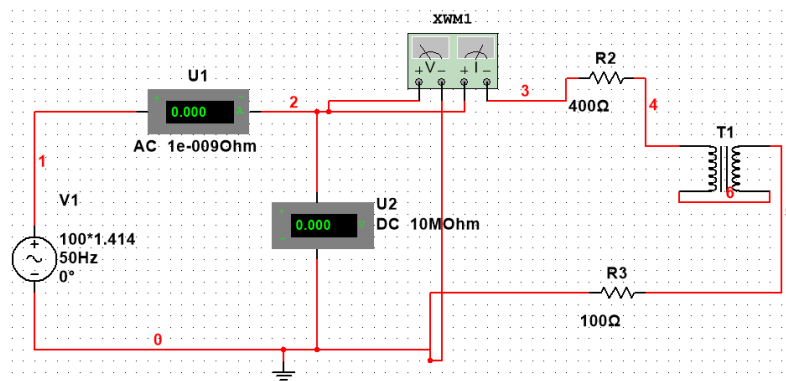 XWM1
U1
0.000
AC 1e-009Ohm
2
+ V − + I −
3
R2
400Ω
4
T1
6
1
V1
100*1.414
50Hz
0°
U2
0.000
DC 10MOhm
R3
100Ω
0